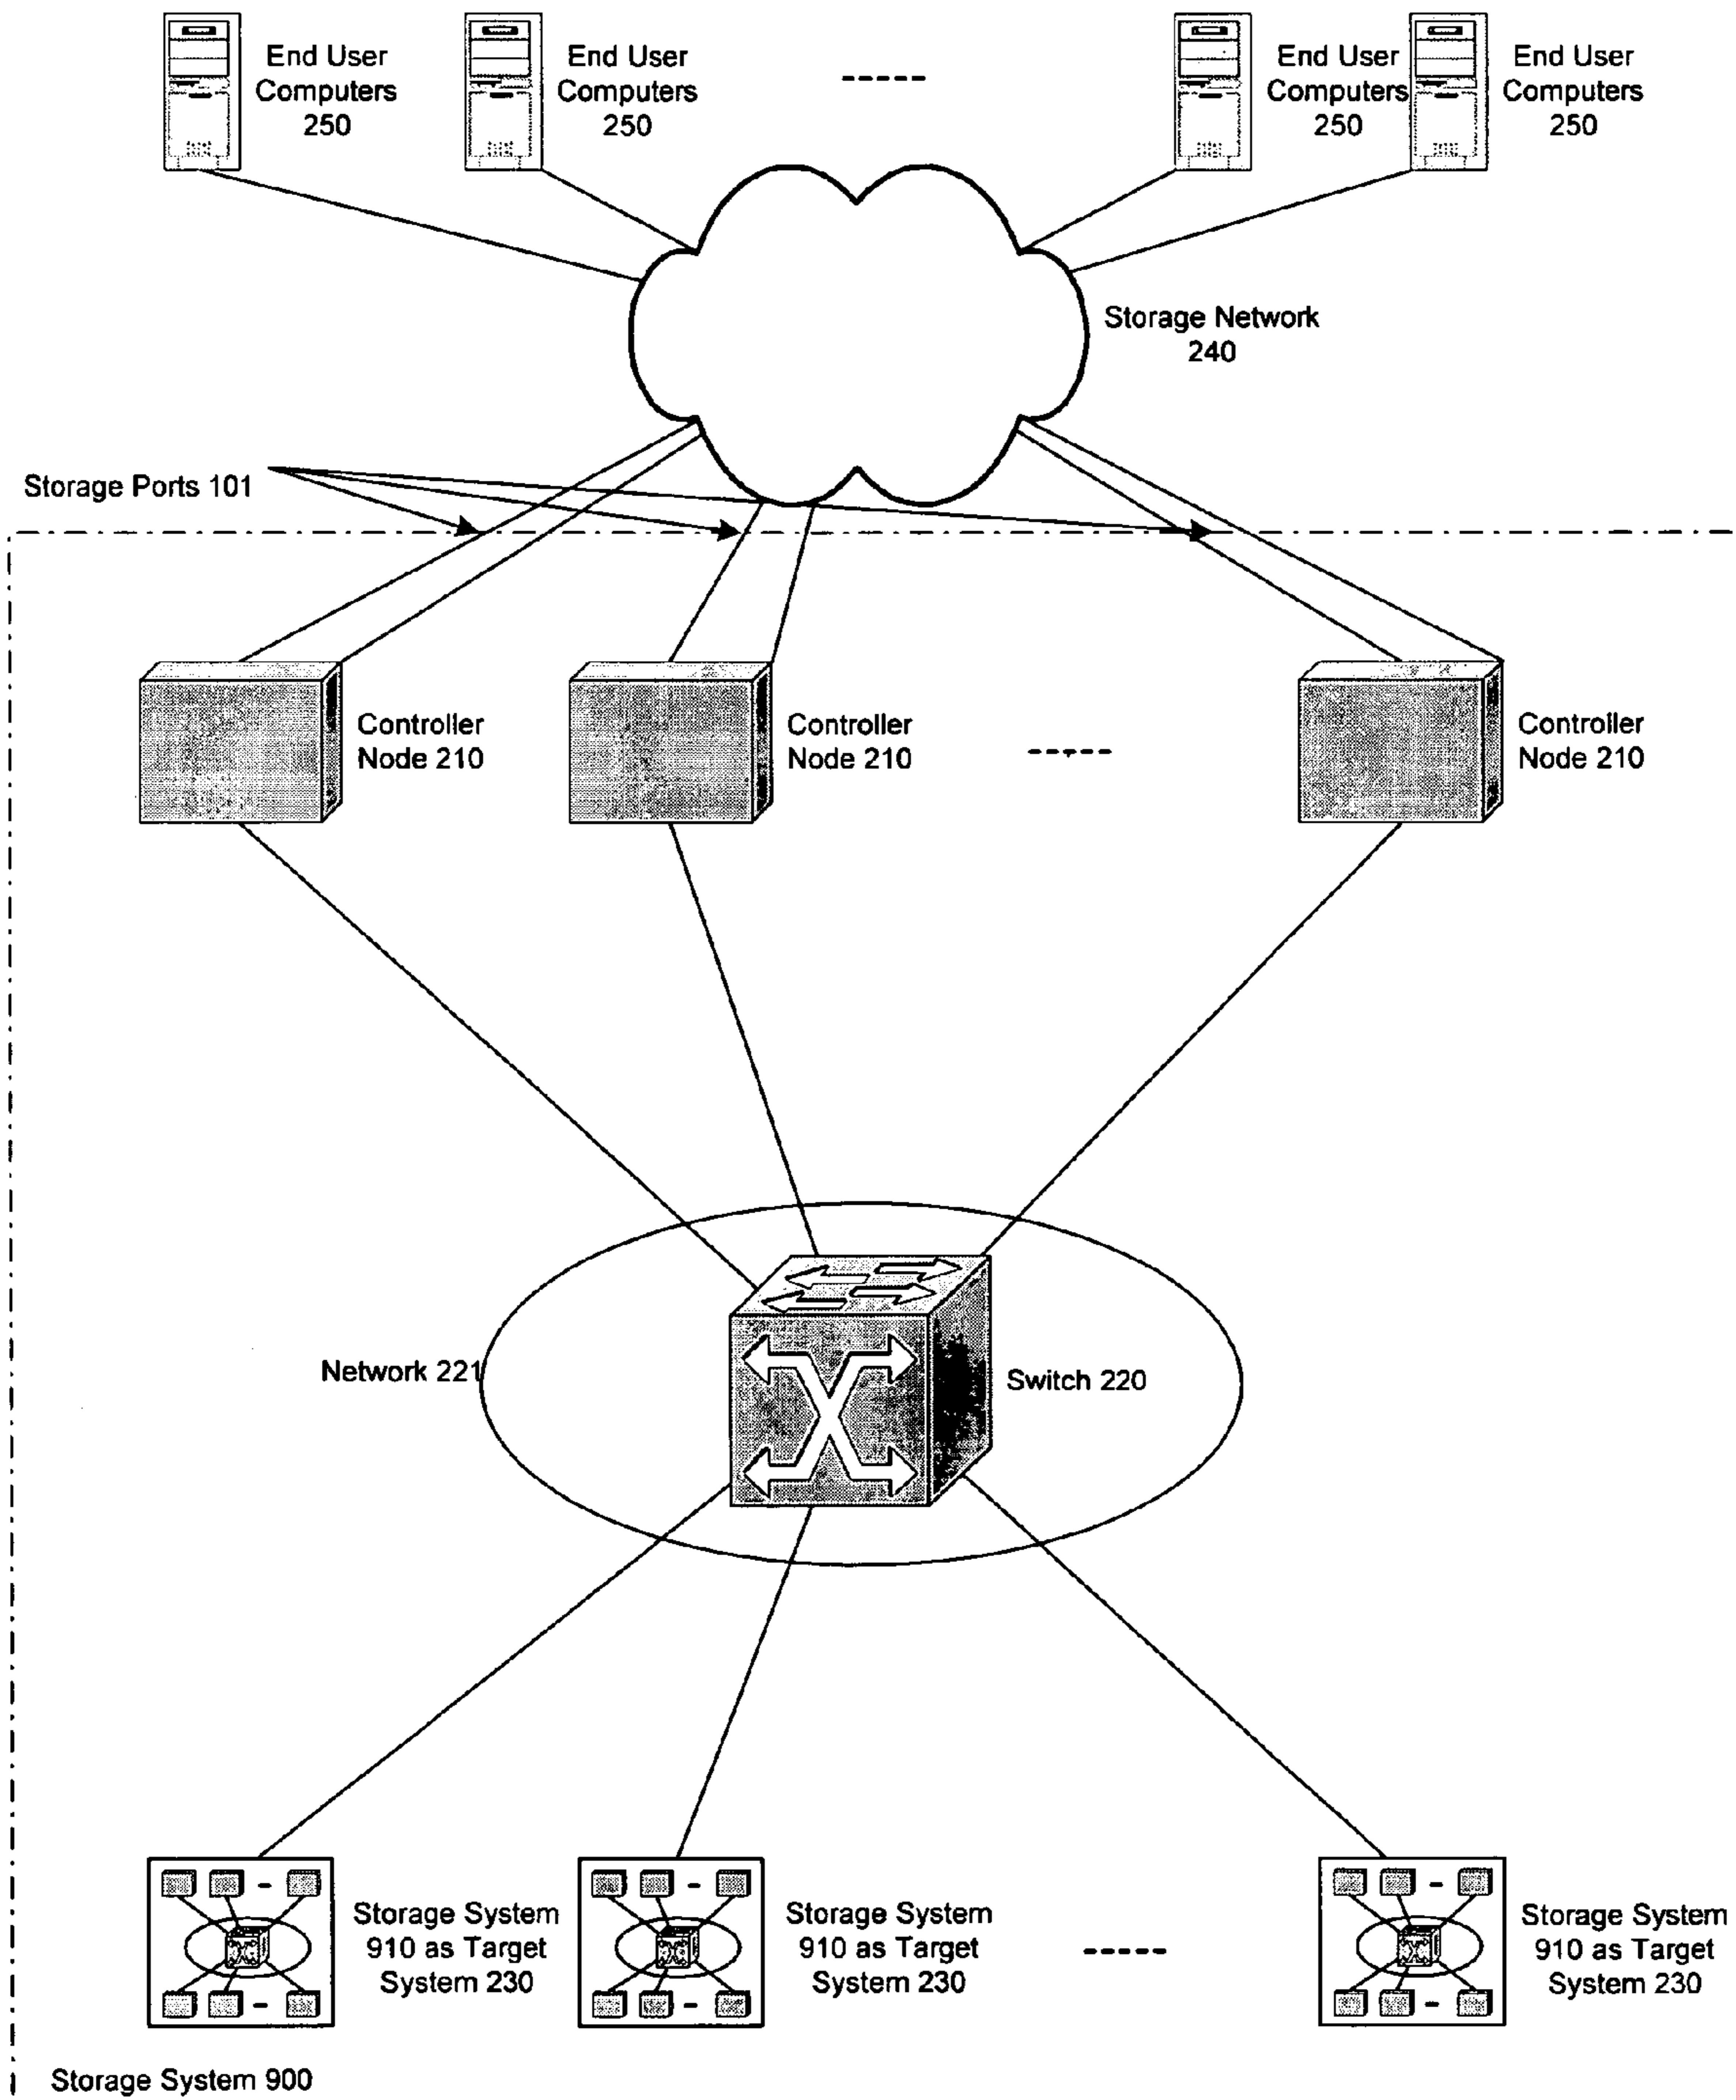 End User
Computers
250
End User
Computers
250
End User
Computers
250
End User
Computers
250
Storage Network
240
Storage Ports 101
Controller
Node 210
Controller
Node 210
Controller
Node 210
Network 221
Switch 220
Storage System
910 as Target
System 230
Storage System
910 as Target
System 230
Storage System
910 as Target
System 230
Storage System 900